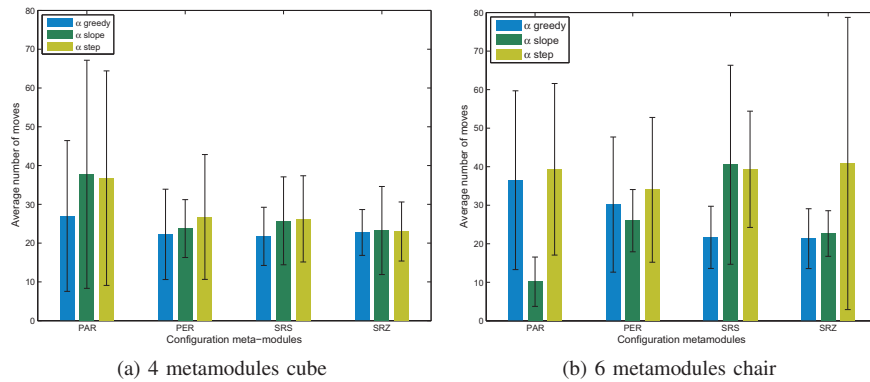 80
70
60
50
40
30
20
10
0
Average number of moves
α greedy
α slope
α step
PAR PER SRS SRZ
Configuration meta-modules
(a) 4 metamodules cube
80
70
60
50
40
30
20
10
0
Average number of moves
α greedy
α slope
α step
PAR PER SRS SRZ
Configuration metamodules
(b) 6 metamodules chair